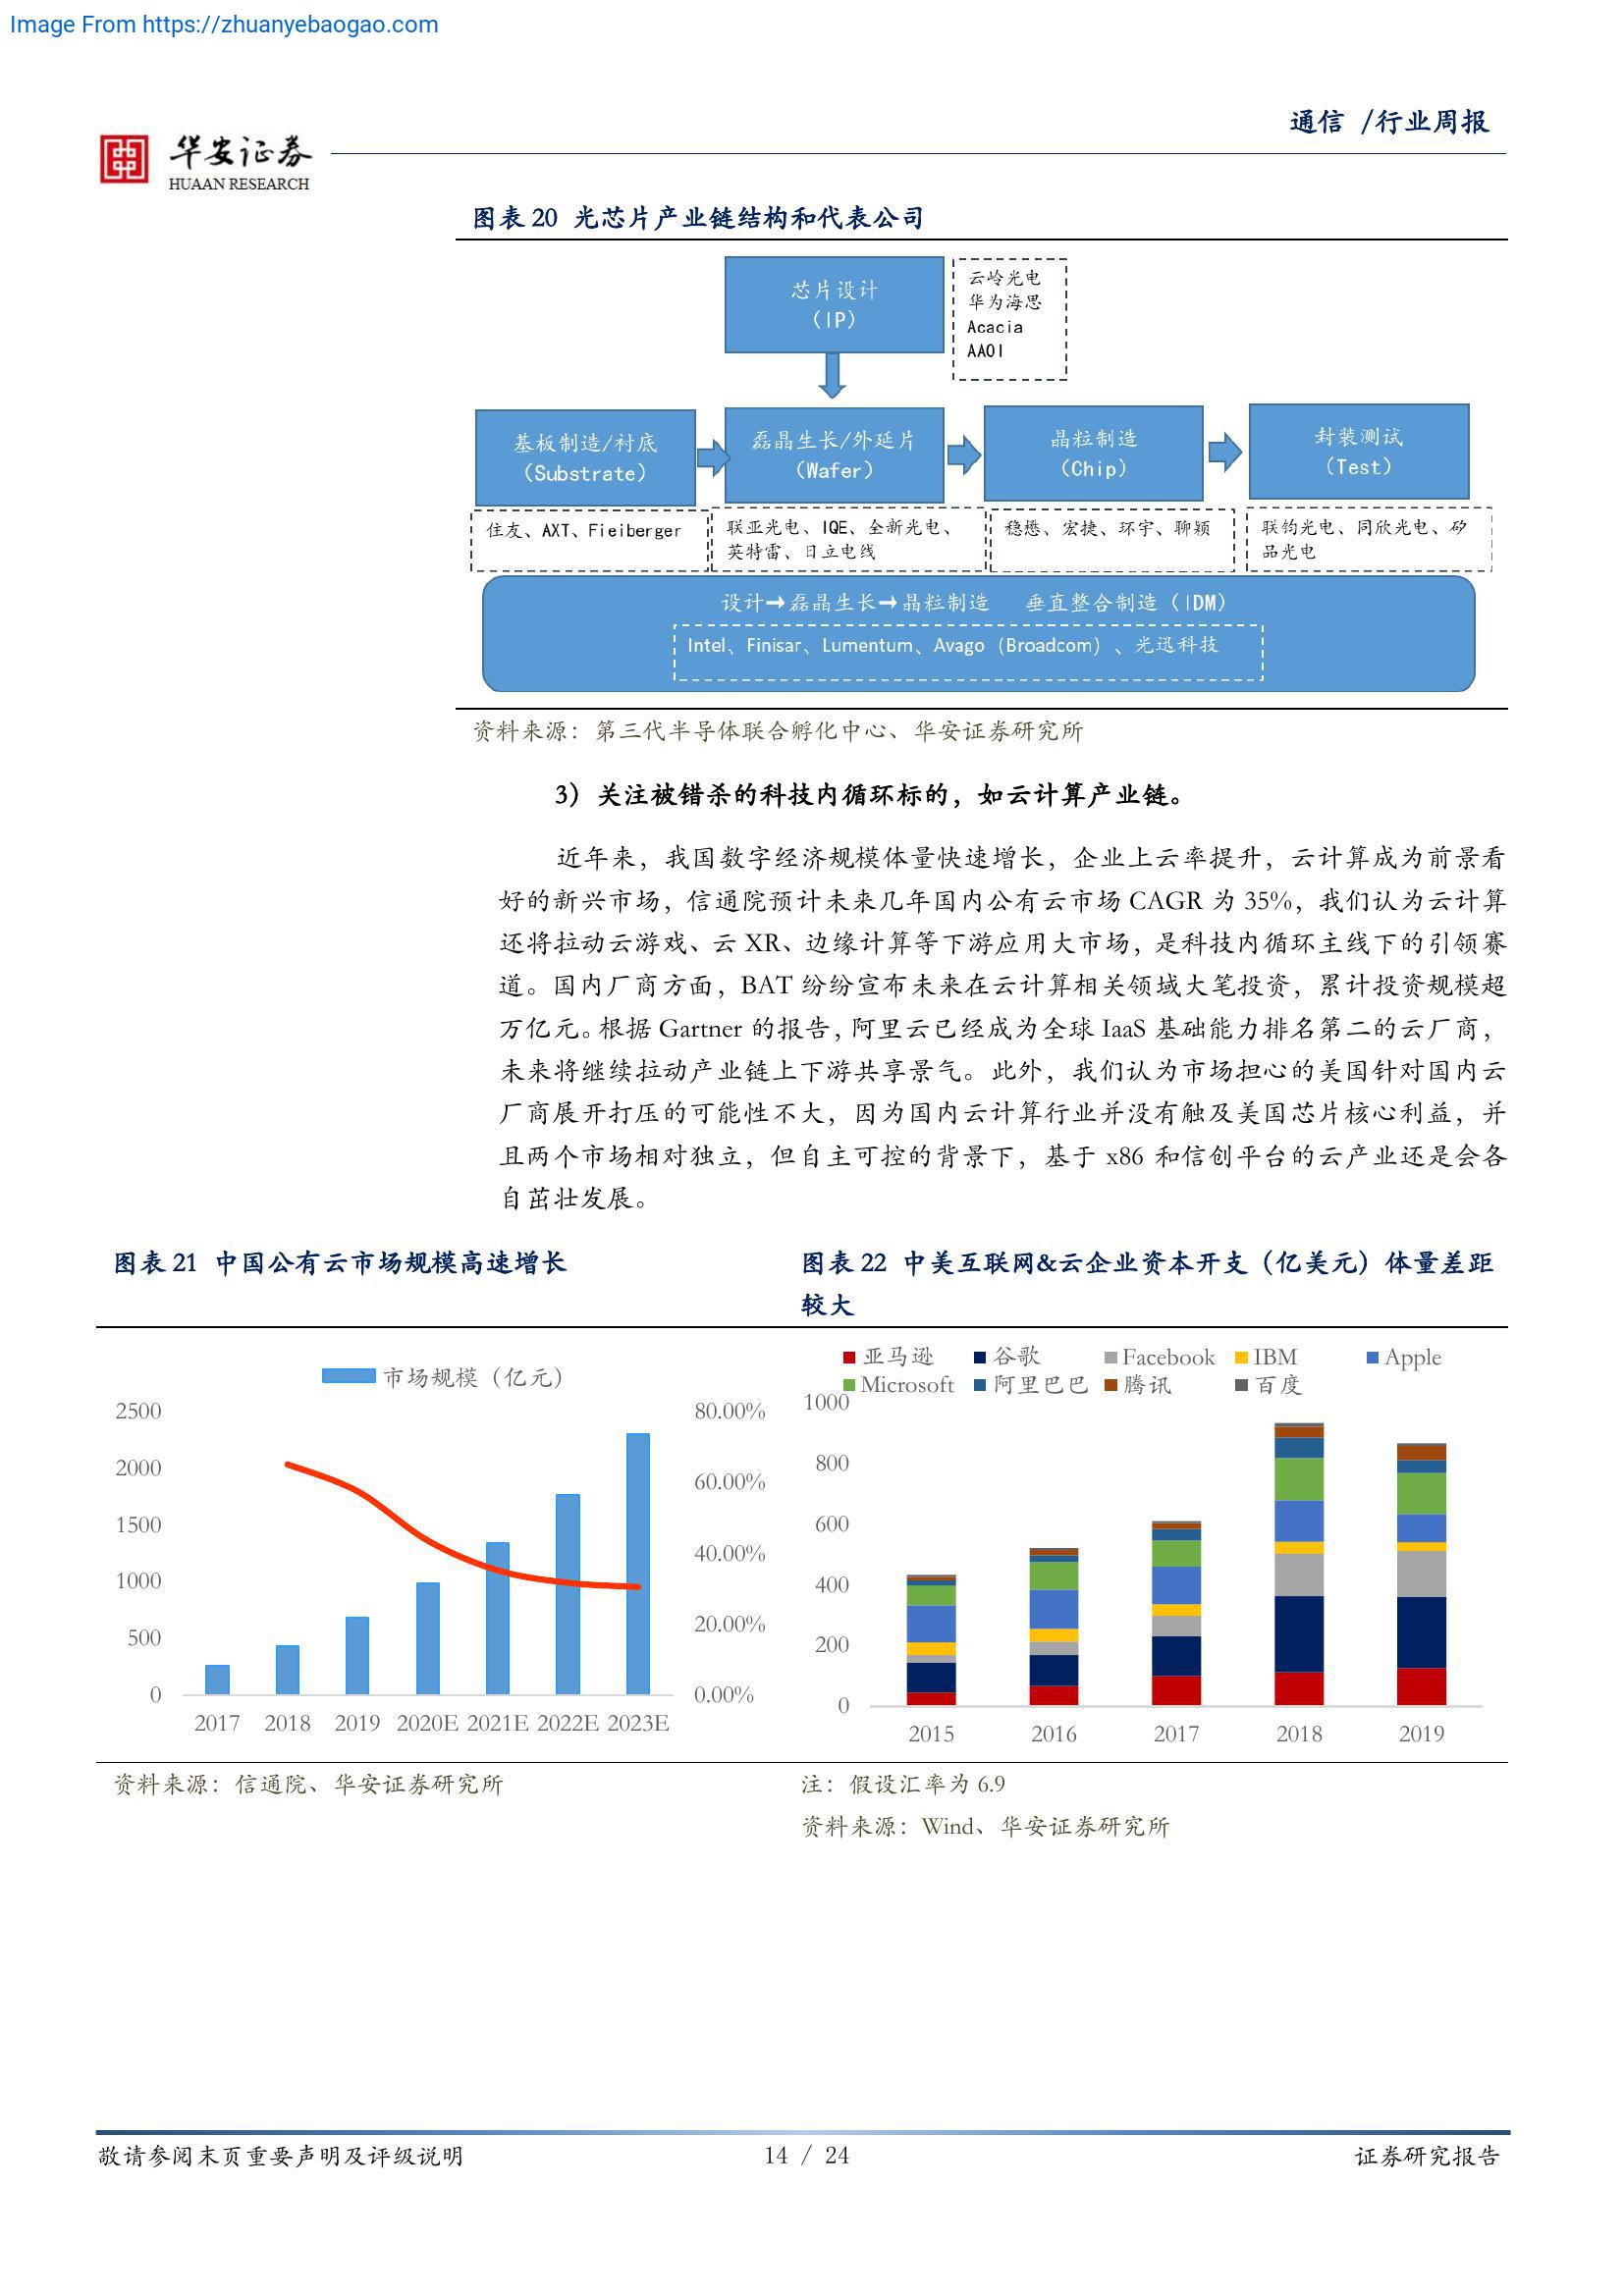 Image From https://zhuanyebaogao.com
通信 /行业周报
华安证券
HUAAN RESEARCH
图表 20 光芯片产业链结构和代表公司
芯片设计
（IP）
云岭光电
华为海思
Acacia
AAOI
基板制造/衬底
（Substrate）
磊晶生长/外延片
（Wafer）
晶粒制造
（Chip）
封装测试
（Test）
住友、AXT、Fieiberger
联亚光电、IQE、全新光电、
英特雷、日立电线
稳懋、宏捷、环宇、聊颖
联钧光电、同欣光电、矽
品光电
设计→磊晶生长→晶粒制造 垂直整合制造（IDM）
Intel、Finisar、Lumentum、Avago（Broadcom）、光迅科技
资料来源：第三代半导体联合孵化中心、华安证券研究所
3）关注被错杀的科技内循环标的，如云计算产业链。
近年来，我国数字经济规模体量快速增长，企业上云率提升，云计算成为前景看
好的新兴市场，信通院预计未来几年国内公有云市场 CAGR 为 35%，我们认为云计算
还将拉动云游戏、云 XR、边缘计算等下游应用大市场，是科技内循环主线下的引领赛
道。国内厂商方面，BAT 纷纷宣布未来在云计算相关领域大笔投资，累计投资规模超
万亿元。根据 Gartner 的报告，阿里云已经成为全球 IaaS 基础能力排名第二的云厂商，
未来将继续拉动产业链上下游共享景气。此外，我们认为市场担心的美国针对国内云
厂商展开打压的可能性不大，因为国内云计算行业并没有触及美国芯片核心利益，并
且两个市场相对独立，但自主可控的背景下，基于 x86 和信创平台的云产业还是会各
自茁壮发展。
图表 21 中国公有云市场规模高速增长
市场规模（亿元）
2500
2000
1500
1000
500
0
80.00%
60.00%
40.00%
20.00%
0.00%
2017 2018 2019 2020E 2021E 2022E 2023E
资料来源：信通院、华安证券研究所
图表 22 中美互联网&云企业资本开支（亿美元）体量差距
较大
亚马逊 谷歌 Facebook IBM Apple
Microsoft 阿里巴巴 腾讯 百度
1000
800
600
400
200
0
2015 2016 2017 2018 2019
注：假设汇率为 6.9
资料来源：Wind、华安证券研究所
敬请参阅末页重要声明及评级说明
14 / 24
证券研究报告